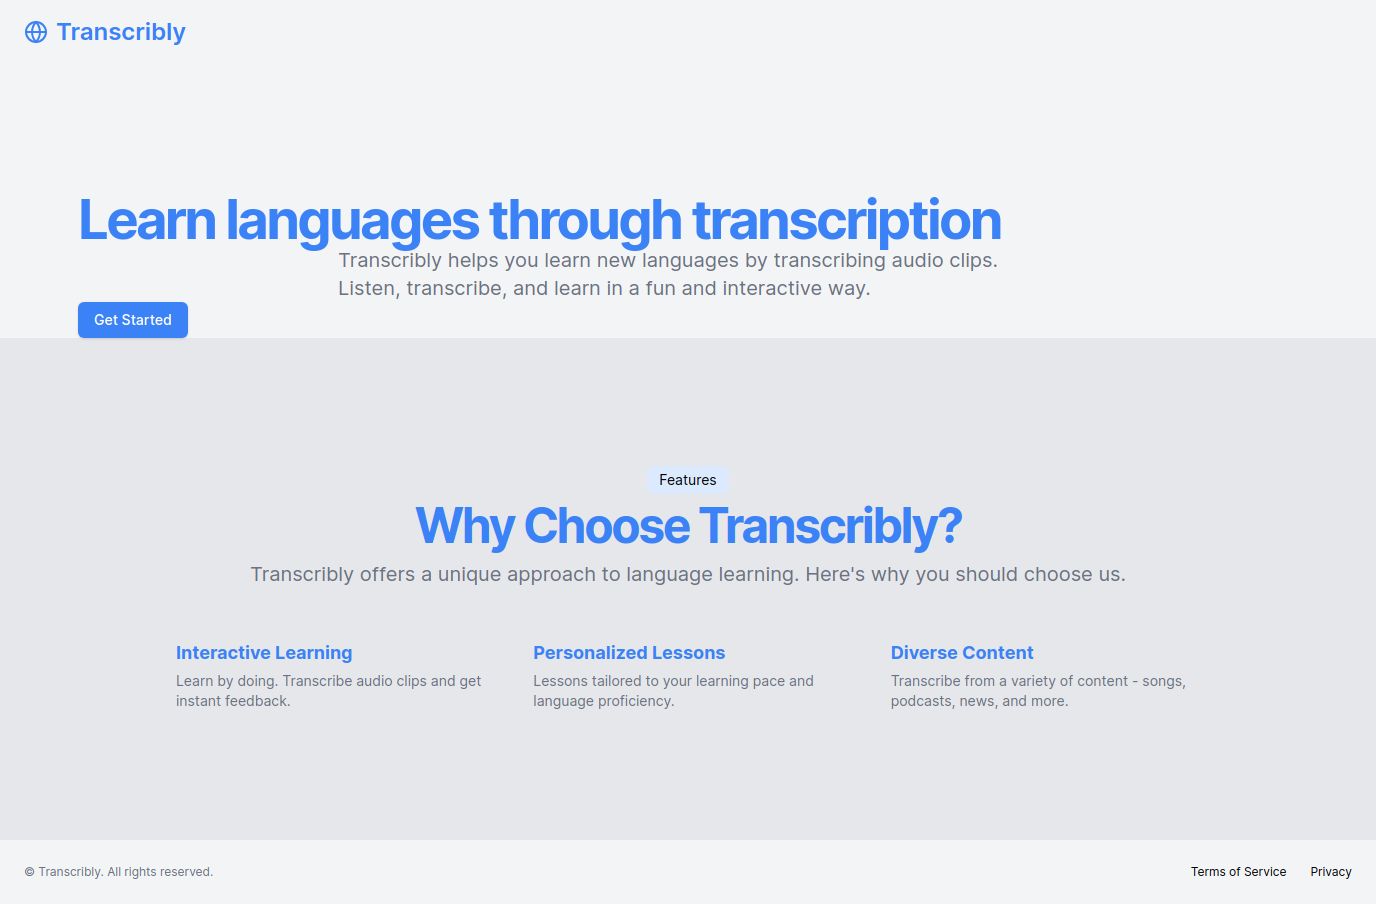 Transcribly
Learn languages through transcription
Transcribly helps you learn new languages by transcribing audio clips.
Listen, transcribe, and learn in a fun and interactive way.
Get Started
Features
Why Choose Transcribly?
Transcribly offers a unique approach to language learning. Here's why you should choose us.
Interactive Learning
Learn by doing. Transcribe audio clips and get
instant feedback.
Personalized Lessons
Lessons tailored to your learning pace and
language proficiency.
Diverse Content
Transcribe from a variety of content - songs,
podcasts, news, and more.
© Transcribly. All rights reserved.
Terms of Service
Privacy